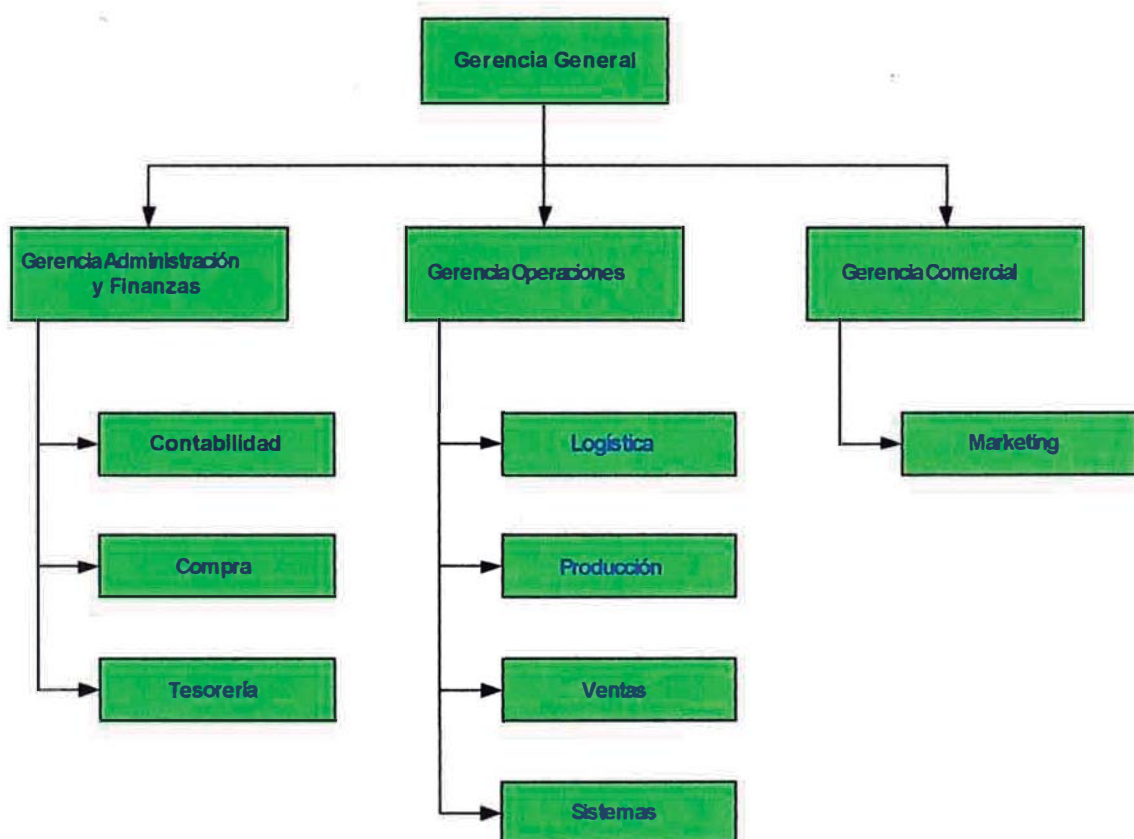 Gerencia General
Gerencia Administración
y Finanzas
Gerencia Operaciones
Gerencia Comercial
Contabilidad
Logística
Marketing
Compra
Producción
Tesorería
Ventas
Sistemas